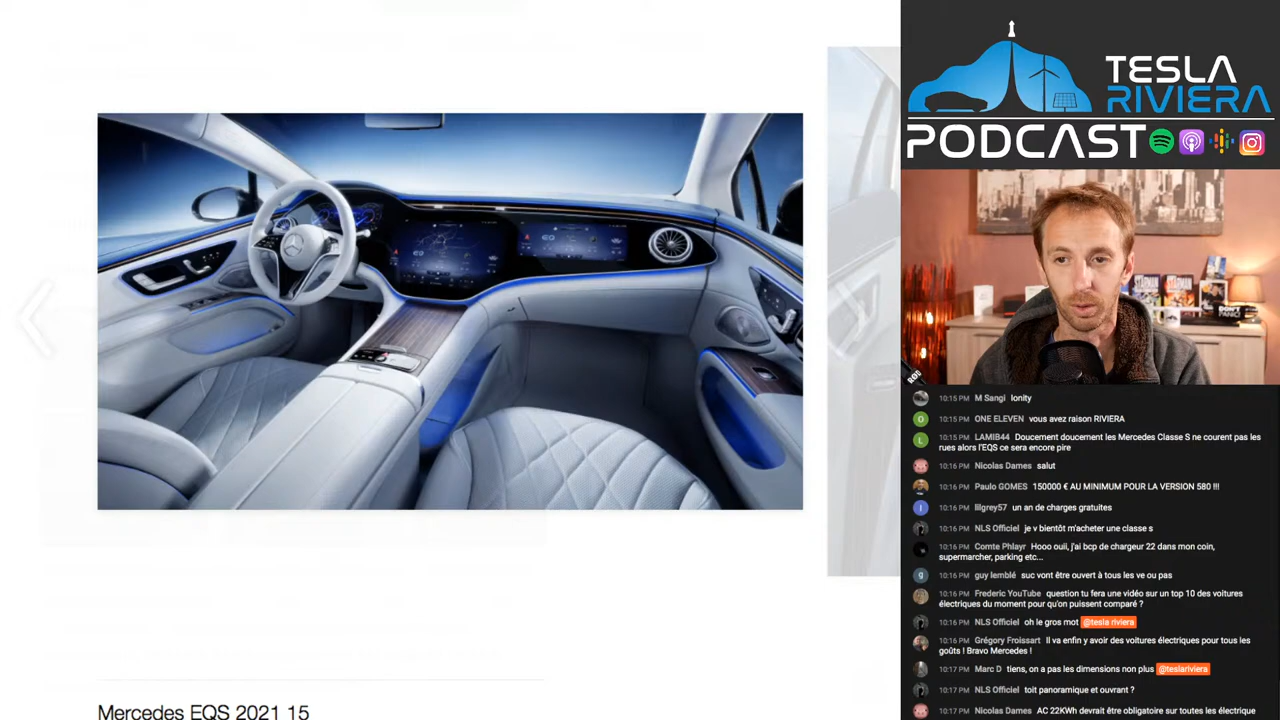 TESLA
RIVIERA
PODCAST
RØDE
10:15 PM M Sangi Ionity
10:15 PM ONE ELEVEN vous avez raison RIVIERA
10:15 PM LAMIB44 Doucement doucement les Mercedes Classe S ne courent pas les
rues alors l'EQS ce sera encore pire
10:16 PM Nicolas Dames salut
10:16 PM Paulo GOMES 150000 € AU MINIMUM POUR LA VERSION 580 !!!
10:16 PM lilgrey57 un an de charges gratuites
10:16 PM NLS Officiel je v bientôt m'acheter une classe s
10:16 PM Comte Phlayr Hooo ouii, j'ai bcp de chargeur 22 dans mon coin,
supermarcher, parking etc...
10:16 PM guy lemblé suc vont être ouvert à tous les ve ou pas
10:16 PM Frederic YouTube question tu fera une vidéo sur un top 10 des voitures
électriques du moment pour qu'on puissent comparé ?
10:16 PM NLS Officiel oh le gros mot @tesla riviera
10:16 PM Grégory Froissart Il va enfin y avoir des voitures électriques pour tous les
goûts ! Bravo Mercedes !
10:17 PM Marc D tiens, on a pas les dimensions non plus @teslariviera
10:17 PM NLS Officiel toit panoramique et ouvrant ?
10:17 PM Nicolas Dames AC 22KWh devrait être obligatoire sur toutes les électrique
Mercedes EQS 2021 15